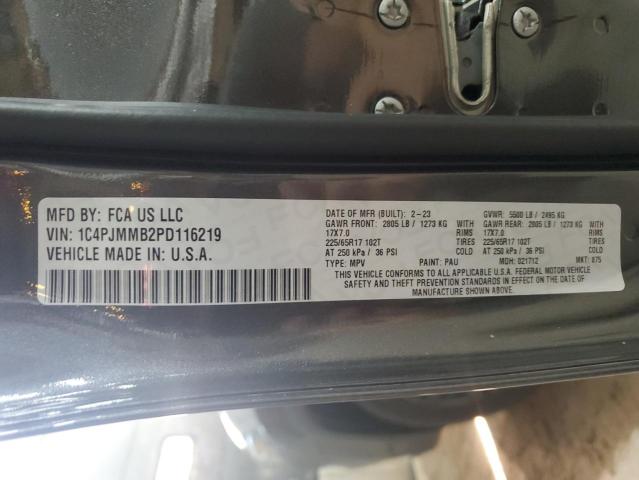 MFD BY: FCA US LLC
VIN: 1C4PJMMB2PD116219
VEHICLE MADE IN: U.S.A.
DATE OF MFR (BUILT): 2-23 GVWR: 5500 LB / 2495 KG
GAWR FRONT: 2805 LB / 1273 KG WITH GAWR REAR: 2805 LB / 1273 KG WITH
17X7.0 RIMS 17X7.0 RIMS
225/65R17 102T TIRES 225/65R17 102T TIRES
AT 250 kPa / 36 PSI COLD AT 250 kPa / 36 PSI COLD
TYPE: MPV PAINT: PAU MDH: 021712 MKT: 875
THIS VEHICLE CONFORMS TO ALL APPLICABLE U.S.A. FEDERAL MOTOR VEHICLE
SAFETY AND THEFT PREVENTION STANDARDS IN EFFECT ON THE DATE OF
MANUFACTURE SHOWN ABOVE.